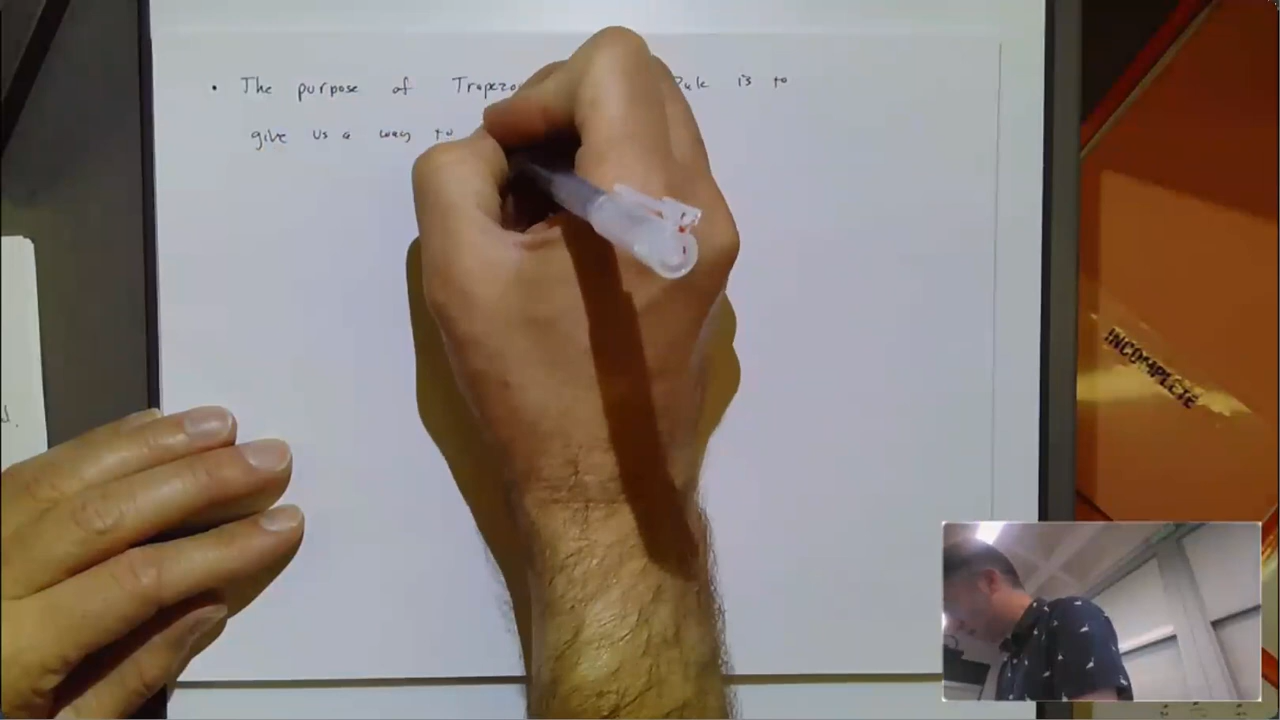 • The purpose of Trapezo Rule is to
give us a way to
INCOMPLETE